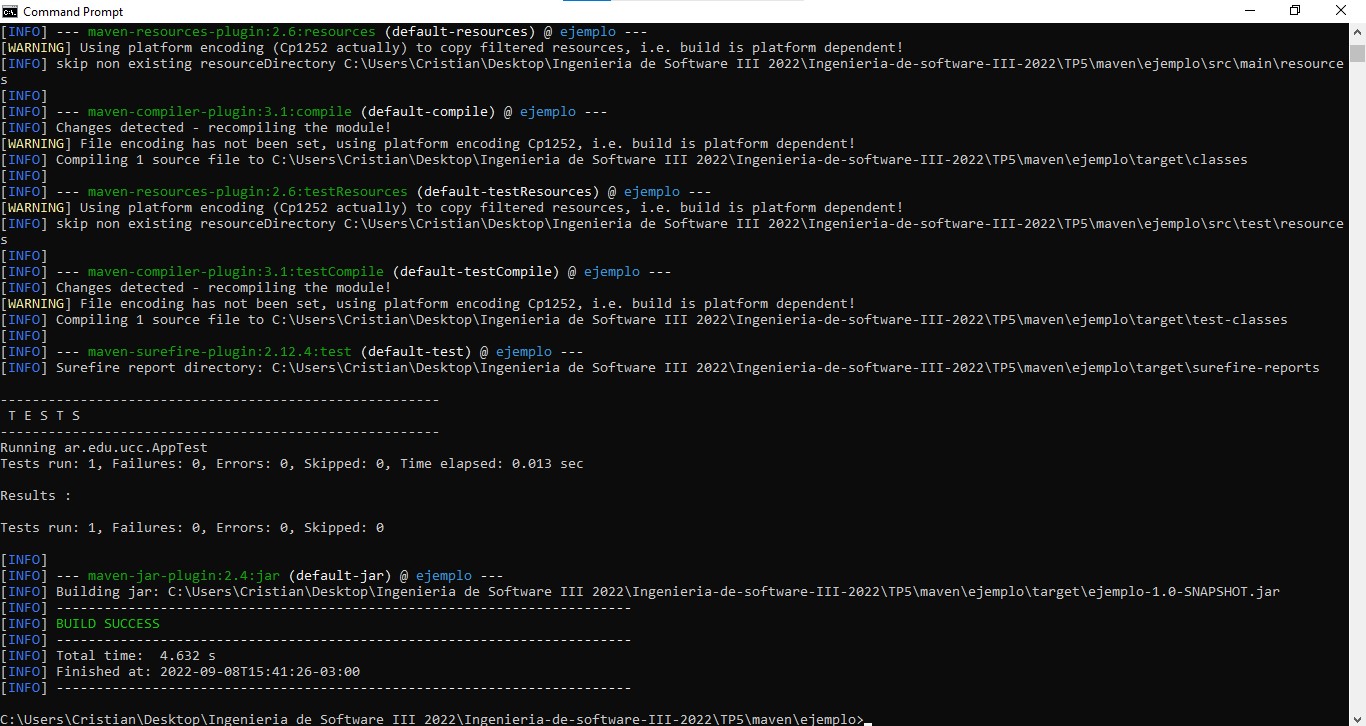 Command Prompt
[INFO] --- maven-resources-plugin:2.6:resources (default-resources) @ ejemplo ---
[WARNING] Using platform encoding (Cp1252 actually) to copy filtered resources, i.e. build is platform dependent!
[INFO] skip non existing resourceDirectory C:\Users\Cristian\Desktop\Ingenieria de Software III 2022\Ingenieria-de-software-III-2022\TP5\maven\ejemplo\src\main\resource
s
[INFO]
[INFO] --- maven-compiler-plugin:3.1:compile (default-compile) @ ejemplo ---
[INFO] Changes detected - recompiling the module!
[WARNING] File encoding has not been set, using platform encoding Cp1252, i.e. build is platform dependent!
[INFO] Compiling 1 source file to C:\Users\Cristian\Desktop\Ingenieria de Software III 2022\Ingenieria-de-software-III-2022\TP5\maven\ejemplo\target\classes
[INFO]
[INFO] --- maven-resources-plugin:2.6:testResources (default-testResources) @ ejemplo ---
[WARNING] Using platform encoding (Cp1252 actually) to copy filtered resources, i.e. build is platform dependent!
[INFO] skip non existing resourceDirectory C:\Users\Cristian\Desktop\Ingenieria de Software III 2022\Ingenieria-de-software-III-2022\TP5\maven\ejemplo\src\test\resource
s
[INFO]
[INFO] --- maven-compiler-plugin:3.1:testCompile (default-testCompile) @ ejemplo ---
[INFO] Changes detected - recompiling the module!
[WARNING] File encoding has not been set, using platform encoding Cp1252, i.e. build is platform dependent!
[INFO] Compiling 1 source file to C:\Users\Cristian\Desktop\Ingenieria de Software III 2022\Ingenieria-de-software-III-2022\TP5\maven\ejemplo\target\test-classes
[INFO]
[INFO] --- maven-surefire-plugin:2.12.4:test (default-test) @ ejemplo ---
[INFO] Surefire report directory: C:\Users\Cristian\Desktop\Ingenieria de Software III 2022\Ingenieria-de-software-III-2022\TP5\maven\ejemplo\target\surefire-reports
-------------------------------------------------------
T E S T S
-------------------------------------------------------
Running ar.edu.ucc.AppTest
Tests run: 1, Failures: 0, Errors: 0, Skipped: 0, Time elapsed: 0.013 sec
Results :
Tests run: 1, Failures: 0, Errors: 0, Skipped: 0
[INFO]
[INFO] --- maven-jar-plugin:2.4:jar (default-jar) @ ejemplo ---
[INFO] Building jar: C:\Users\Cristian\Desktop\Ingenieria de Software III 2022\Ingenieria-de-software-III-2022\TP5\maven\ejemplo\target\ejemplo-1.0-SNAPSHOT.jar
[INFO] ------------------------------------------------------------------------
[INFO] BUILD SUCCESS
[INFO] ------------------------------------------------------------------------
[INFO] Total time:  4.632 s
[INFO] Finished at: 2022-09-08T15:41:26-03:00
[INFO] ------------------------------------------------------------------------
C:\Users\Cristian\Desktop\Ingenieria de Software III 2022\Ingenieria-de-software-III-2022\TP5\maven\ejemplo>